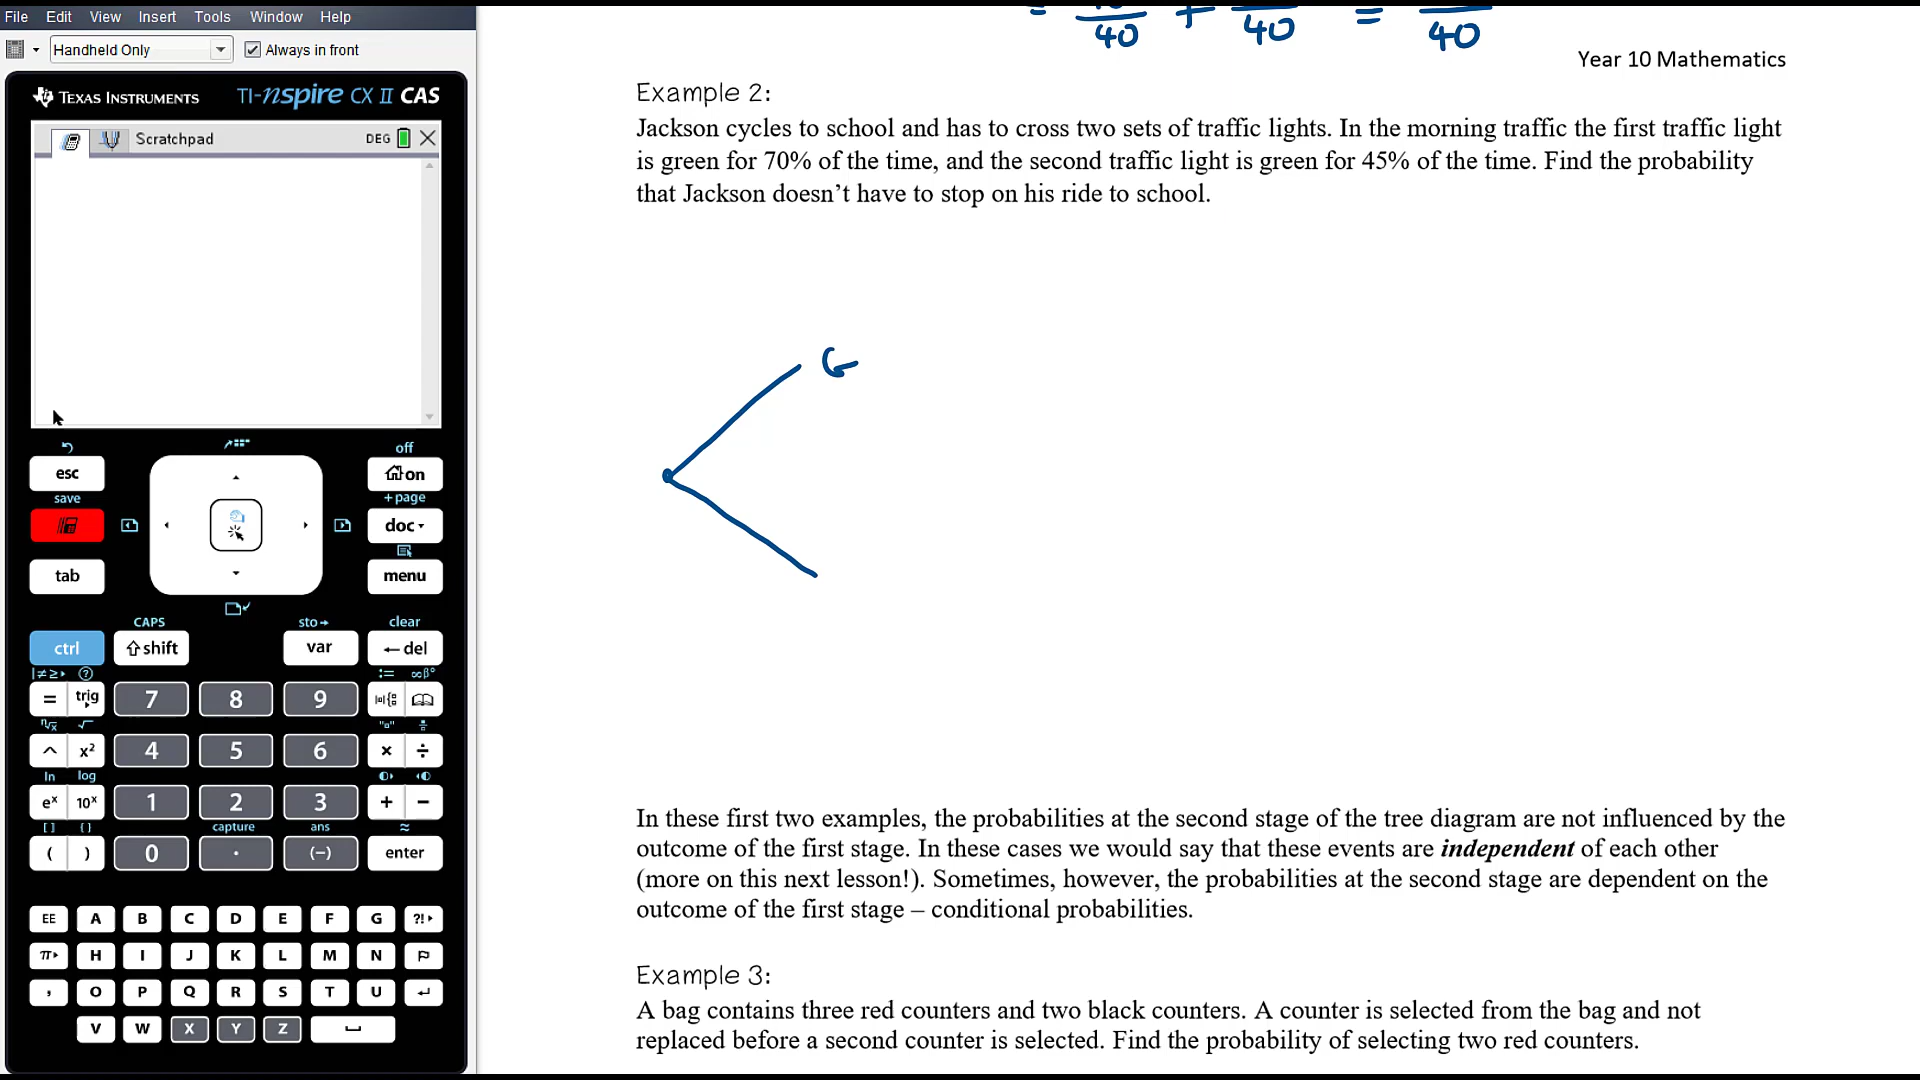 File Edit View Insert Tools Window Help
Handheld Only Always in front
TEXAS INSTRUMENTS TI-nspire CX II CAS
Scratchpad DEG
esc off on
save + page
doc
tab menu
CAPS sto→ clear
ctrl ⇧shift var ← del
= trig 7 8 9
^ x² 4 5 6 × ÷
ln log
eˣ 10ˣ 1 2 3 + −
[ ] { } capture ans ≈
( ) 0 . (−) enter
EE A B C D E F G ?!▸
π▸ H I J K L M N
, O P Q R S T U ↵
V W X Y Z
= 40 + 40 = 40
Year 10 Mathematics
Example 2:
Jackson cycles to school and has to cross two sets of traffic lights. In the morning traffic the first traffic light
is green for 70% of the time, and the second traffic light is green for 45% of the time. Find the probability
that Jackson doesn’t have to stop on his ride to school.
G
In these first two examples, the probabilities at the second stage of the tree diagram are not influenced by the
outcome of the first stage. In these cases we would say that these events are independent of each other
(more on this next lesson!). Sometimes, however, the probabilities at the second stage are dependent on the
outcome of the first stage – conditional probabilities.
Example 3:
A bag contains three red counters and two black counters. A counter is selected from the bag and not
replaced before a second counter is selected. Find the probability of selecting two red counters.